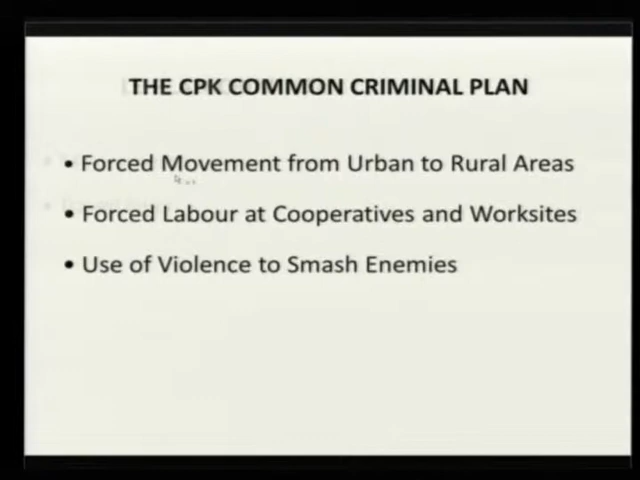 THE CPK COMMON CRIMINAL PLAN
• Forced Movement from Urban to Rural Areas
• Forced Labour at Cooperatives and Worksites
• Use of Violence to Smash Enemies